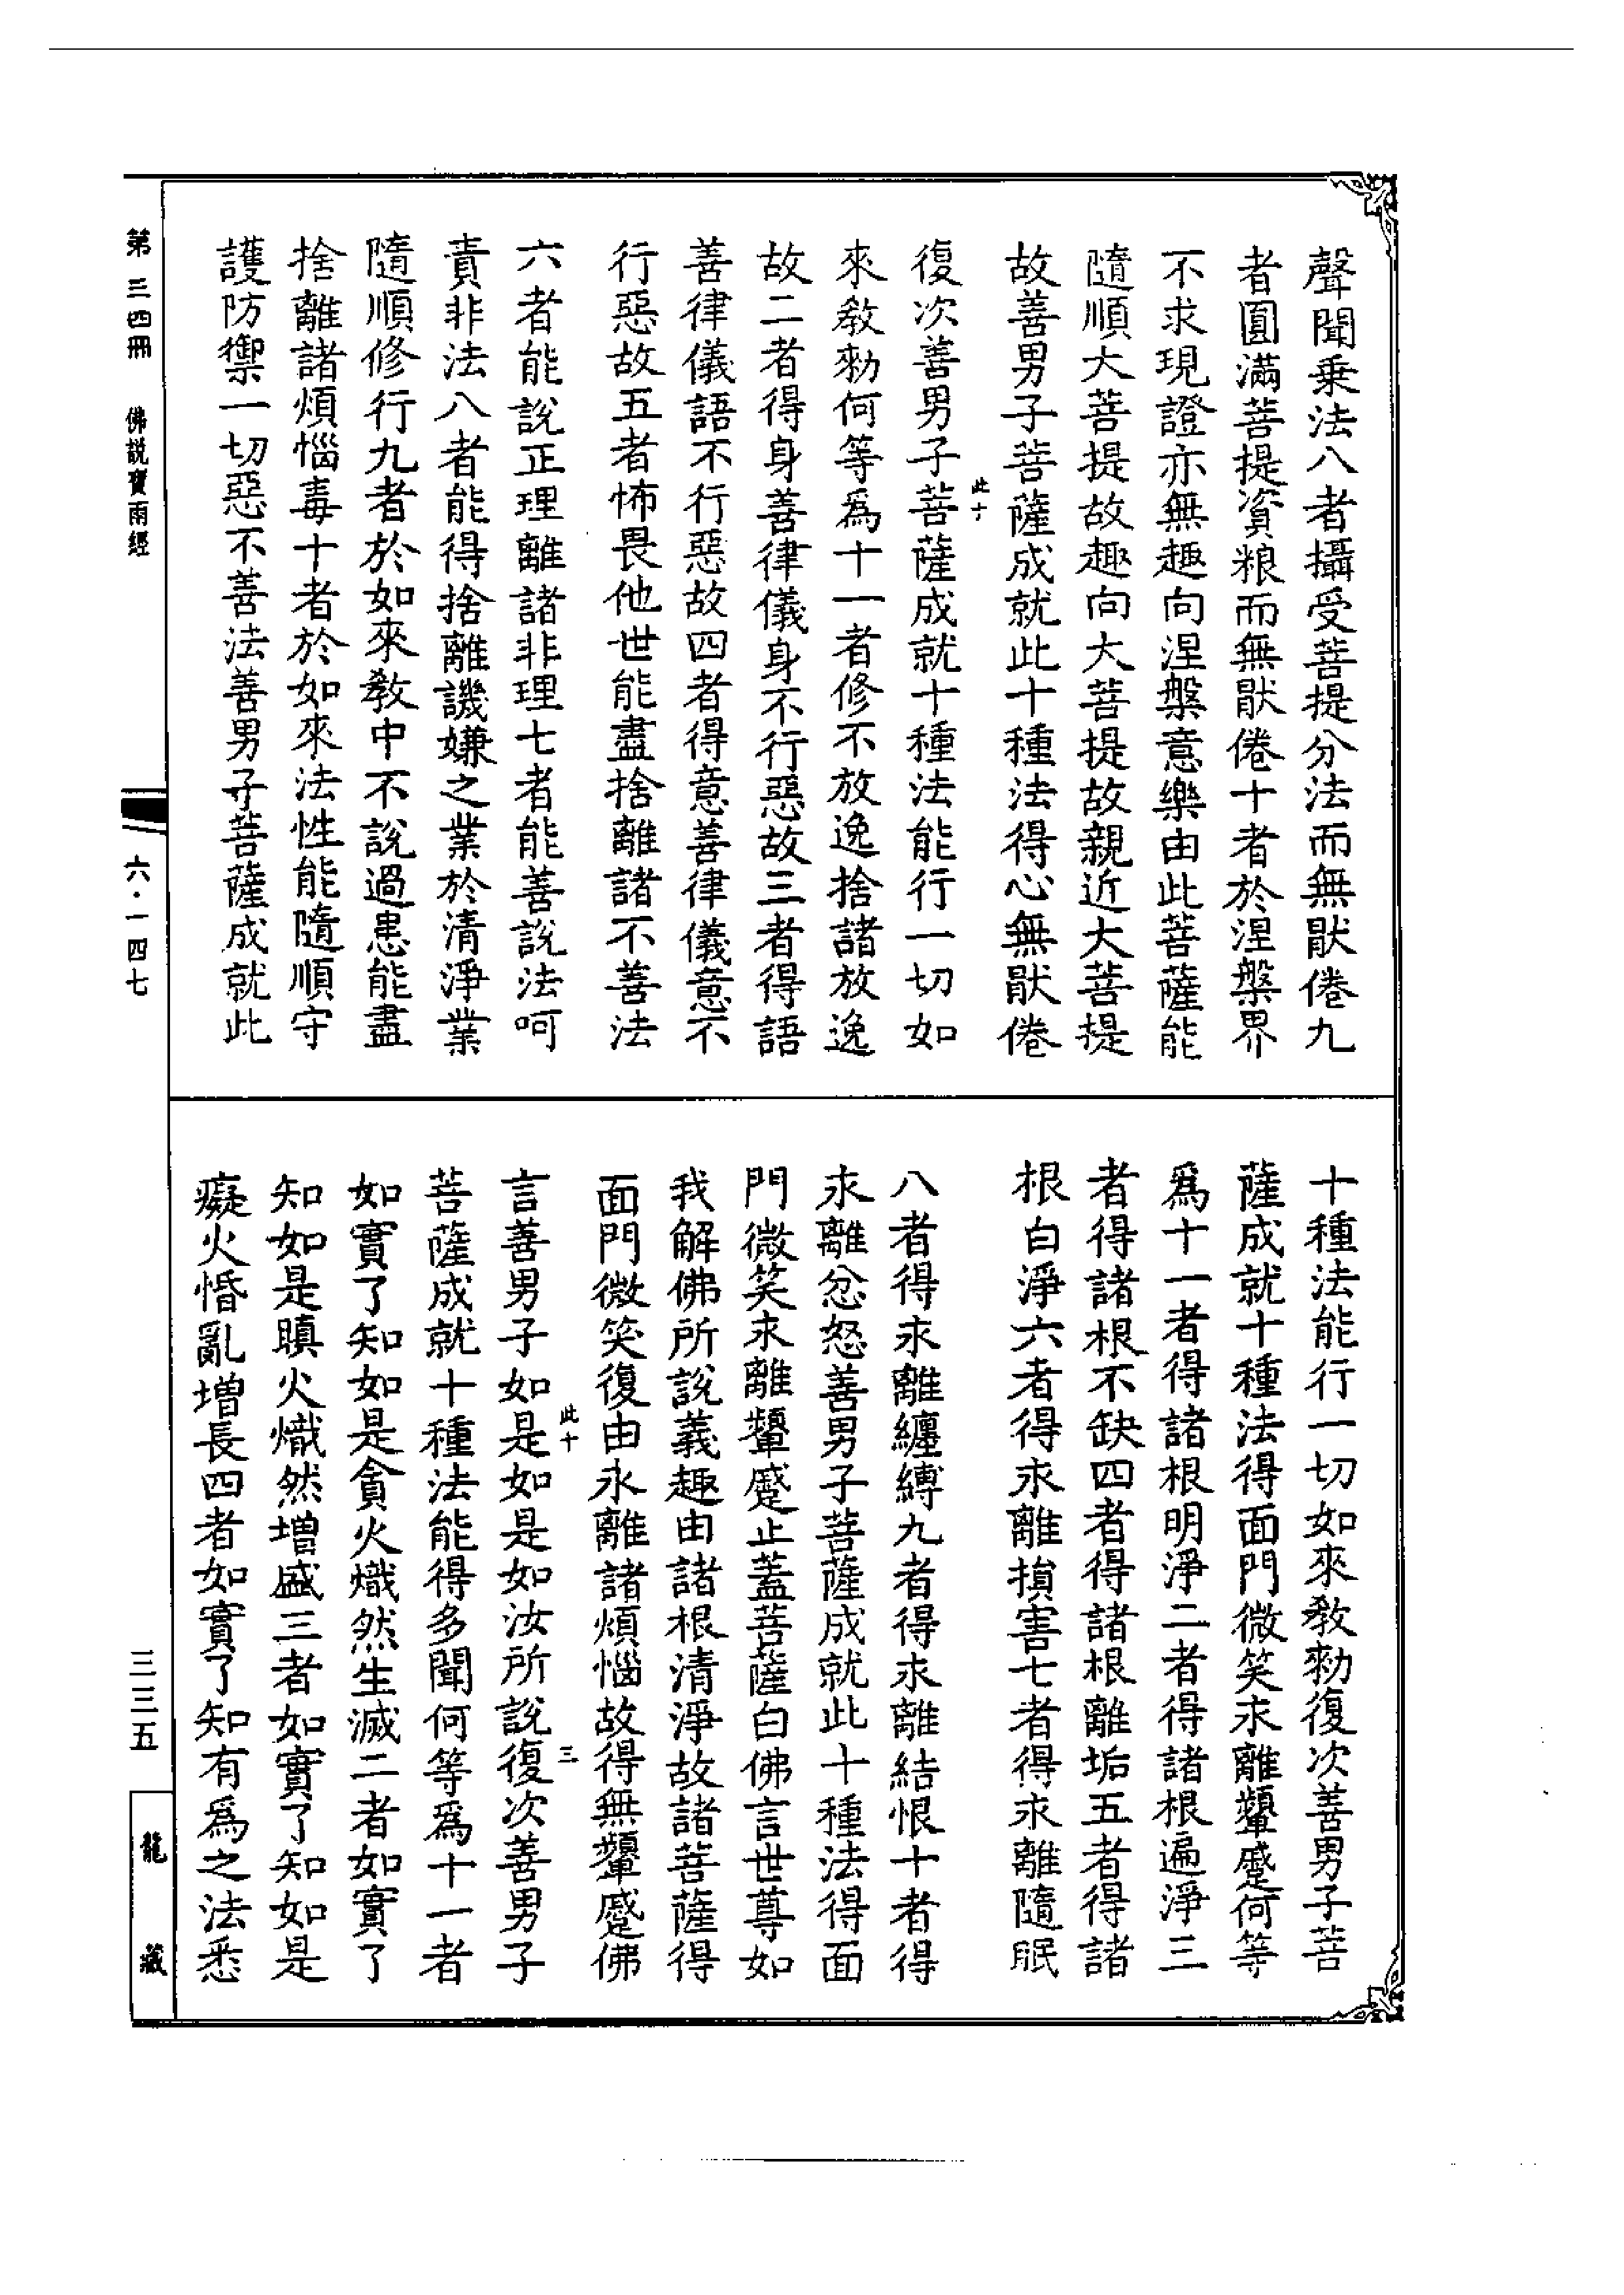 聲聞乗法八者攝受菩提分法而無猒倦九
者圓滿菩提資粮而無猒倦十者於涅槃界
不求現證亦無趣向涅槃意樂由此菩薩能
隨順大菩提故趣向大菩提故親近大菩提
故善男子菩薩成就此十種法得心無猒倦
復次善男子菩薩成就十種法能行一切如
來敎勑何等爲十一者修不放逸捨諸放逸
故二者得身善律儀身不行惡故三者得語
善律儀語不行惡故四者得意善律儀意不
行惡故五者怖畏他世能盡捨離諸不善法
六者能說正理離諸非理七者能善說法呵
責非法八者能得捨離譏嫌之業於清淨業
隨順修行九者於如來敎中不說過患能盡
捨離諸煩惱毒十者於如來法性能隨順守
護防禦一切惡不善法善男子菩薩成就此
此十
十種法能行一切如來敎勑復次善男子菩
薩成就十種法得面門微笑永離顰蹙何等
爲十一者得諸根明淨二者得諸根遍淨三
者得諸根不缺四者得諸根離垢五者得諸
根白淨六者得永離損害七者得永離隨眠
八者得永離纏縛九者得永離結恨十者得
永離忿怒善男子菩薩成就此十種法得面
門微笑永離顰蹙止蓋菩薩白佛言世尊如
我解佛所說義趣由諸根清淨故諸菩薩得
面門微笑復由永離諸煩惱故得無顰蹙佛
言善男子如是如是如汝所說復次善男子
菩薩成就十種法能得多聞何等爲十一者
如實了知如是貪火熾然生滅二者如實了
知如是瞋火熾然增盛三者如實了知如是
癡火惛亂增長四者如實了知有爲之法悉
此十
三
第三四冊
佛説寶雨經
六·一四七
三三五
龍藏